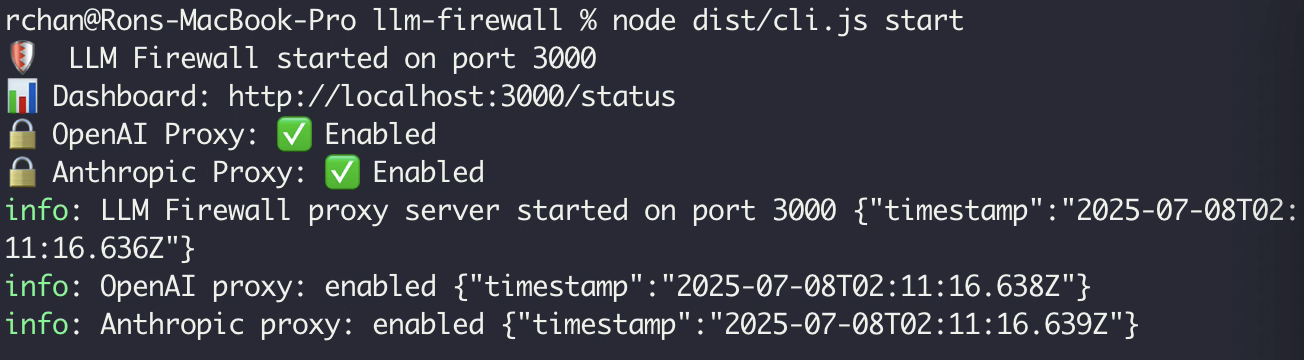 rchan@Rons-MacBook-Pro llm-firewall % node dist/cli.js start
🛡️  LLM Firewall started on port 3000
📊 Dashboard: http://localhost:3000/status
🔒 OpenAI Proxy: ✅ Enabled
🔒 Anthropic Proxy: ✅ Enabled
info: LLM Firewall proxy server started on port 3000 {"timestamp":"2025-07-08T02:
11:16.636Z"}
info: OpenAI proxy: enabled {"timestamp":"2025-07-08T02:11:16.638Z"}
info: Anthropic proxy: enabled {"timestamp":"2025-07-08T02:11:16.639Z"}